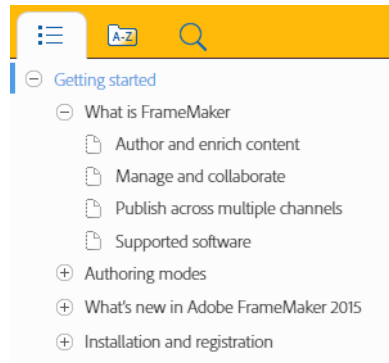 A-Z
Getting started
What is FrameMaker
Author and enrich content
Manage and collaborate
Publish across multiple channels
Supported software
Authoring modes
What's new in Adobe FrameMaker 2015
Installation and registration